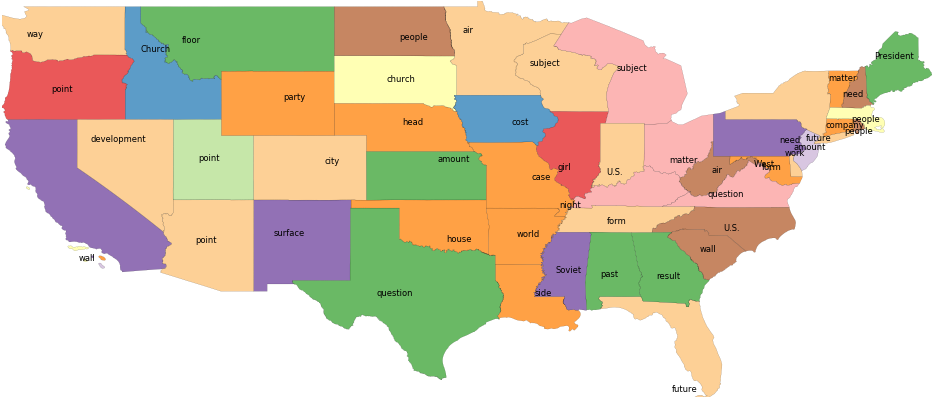 way
air
people
floor
Church
President
subject
subject
matter
church
point
need
party
people
head
cost
company
people
development
future
need
amount
work
point
amount
city
matter
West
form
girl
air
U.S.
case
question
night
form
U.S.
surface
world
point
house
wall
wall
Soviet
past
result
question
side
future